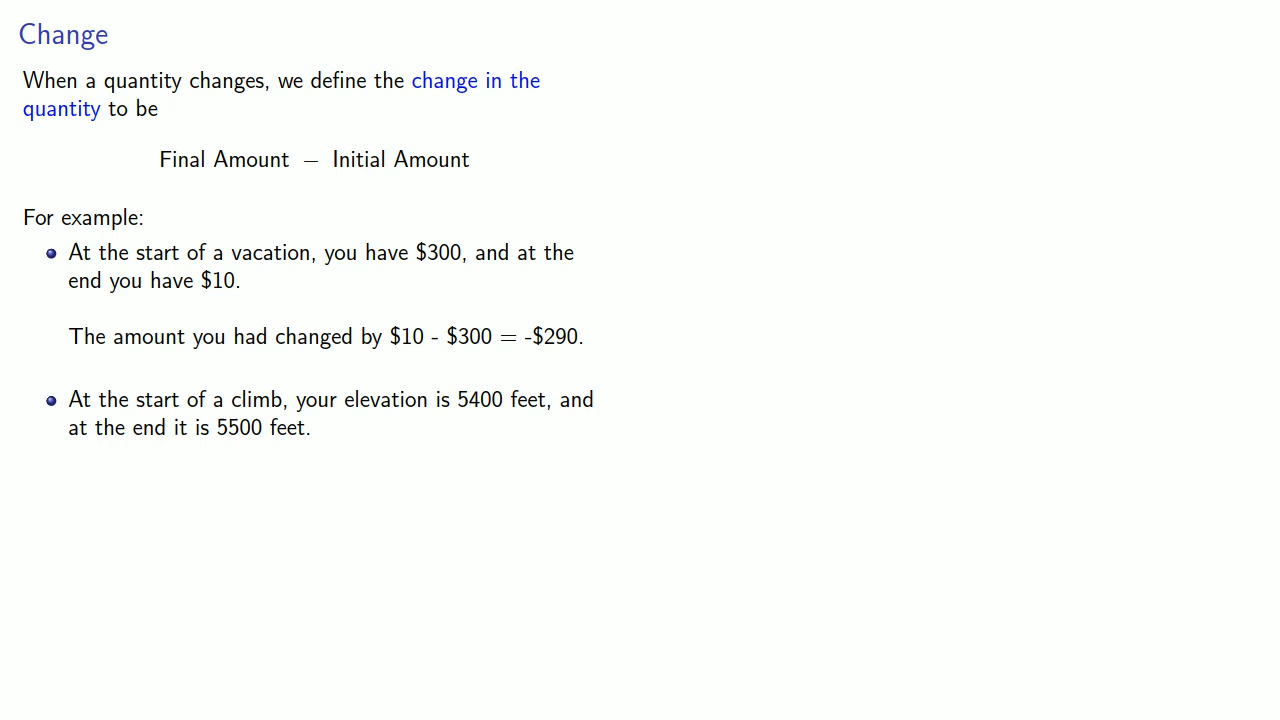 Change
When a quantity changes, we define the change in the
quantity to be
Final Amount − Initial Amount
For example:
At the start of a vacation, you have $300, and at the
end you have $10.
The amount you had changed by $10 - $300 = -$290.
At the start of a climb, your elevation is 5400 feet, and
at the end it is 5500 feet.